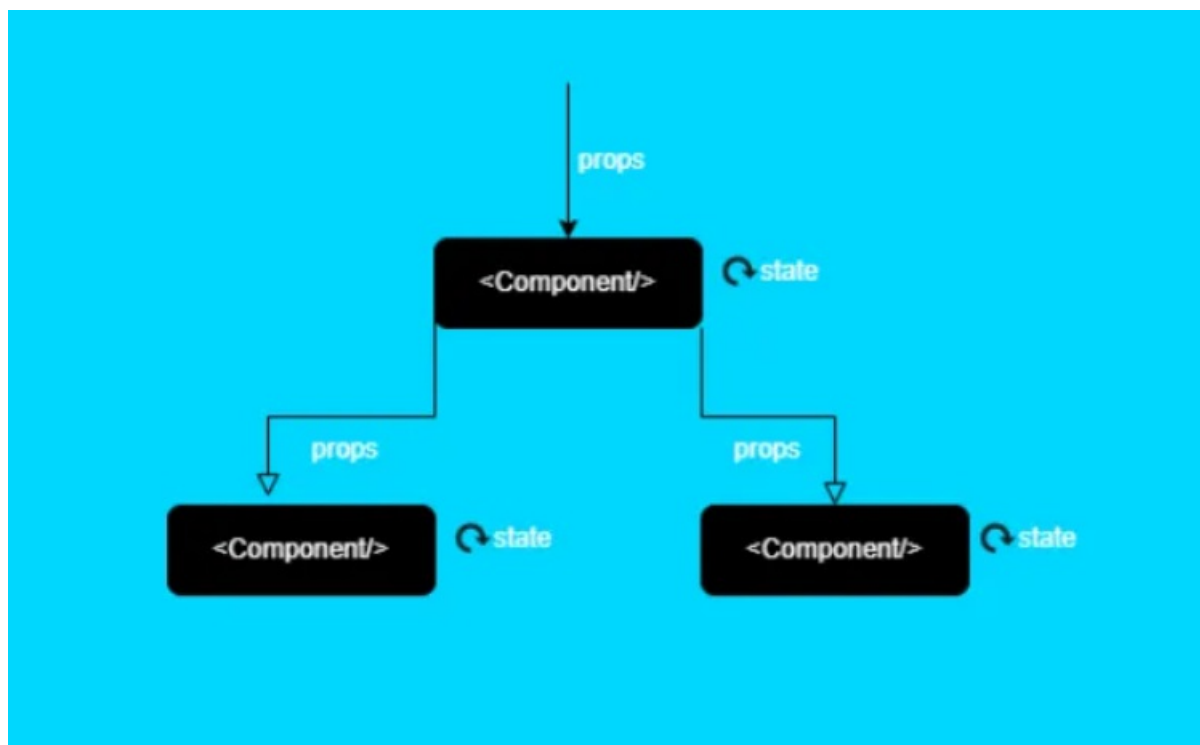 props
<Component/>
state
props
props
<Component/>
state
<Component/>
state